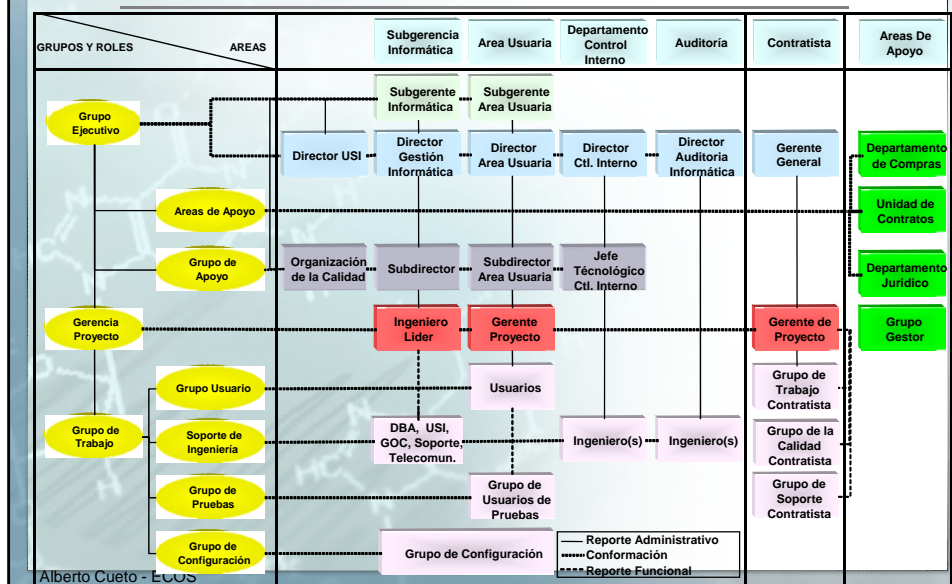 GRUPOS Y ROLES
AREAS
Subgerencia
Informática
Area Usuaria
Departamento
Control
Interno
Auditoría
Contratista
Areas De
Apoyo
Grupo
Ejecutivo
Subgerente
Informática
Subgerente
Area Usuaria
Director USI
Director
Gestión
Informática
Director
Area Usuaria
Director
Ctl. Interno
Director
Auditoria
Informática
Gerente
General
Departamento
de Compras
Areas de Apoyo
Unidad de
Contratos
Grupo de
Apoyo
Organización
de la Calidad
Subdirector
Subdirector
Area Usuaria
Jefe
Técnológico
Ctl. Interno
Departamento
Jurídico
Gerencia
Proyecto
Ingeniero
Lider
Gerente
Proyecto
Gerente de
Proyecto
Grupo
Gestor
Grupo Usuario
Usuarios
Grupo de
Trabajo
Contratista
Grupo de
Trabajo
Soporte de
Ingeniería
DBA, USI,
GOC, Soporte,
Telecomun.
Ingeniero(s)
Ingeniero(s)
Grupo de la
Calidad
Contratista
Grupo de
Pruebas
Grupo de
Usuarios de
Pruebas
Grupo de
Soporte
Contratista
Grupo de
Configuración
Grupo de Configuración
Reporte Administrativo
Conformación
Reporte Funcional
Alberto Cueto - ECOS